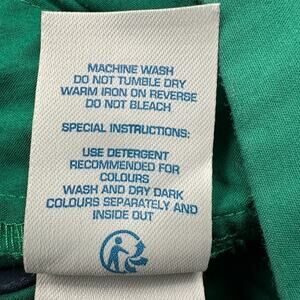 MACHINE WASH
DO NOT TUMBLE DRY
WARM IRON ON REVERSE
DO NOT BLEACH
SPECIAL INSTRUCTIONS:
USE DETERGENT
RECOMMENDED FOR
COLOURS
WASH AND DRY DARK
COLOURS SEPARATELY AND
INSIDE OUT